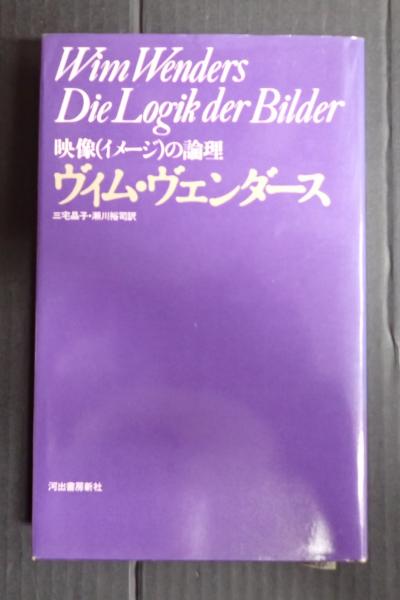 Wim Wenders
Die Logik der Bilder
映像(イメージ)の論理
ヴィム・ヴェンダース
三宅晶子・瀬川裕司訳
河出書房新社